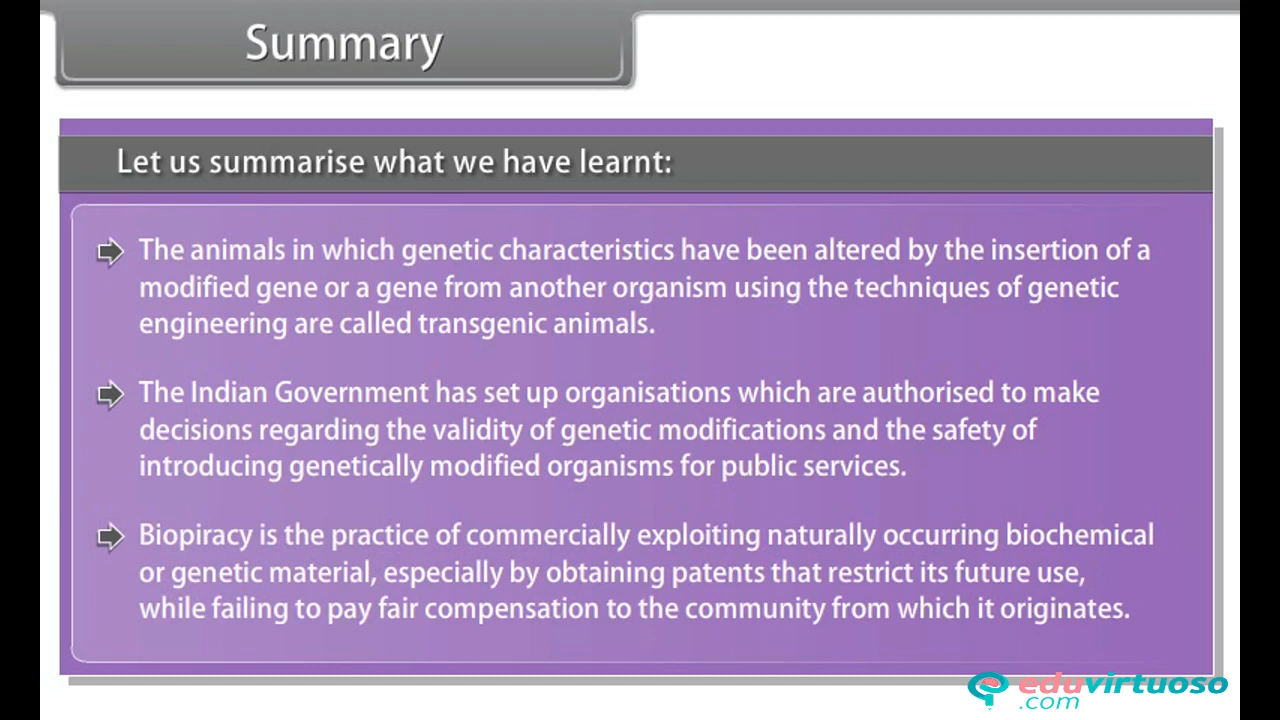 Summary
Let us summarise what we have learnt:
The animals in which genetic characteristics have been altered by the insertion of a
modified gene or a gene from another organism using the techniques of genetic
engineering are called transgenic animals.
The Indian Government has set up organisations which are authorised to make
decisions regarding the validity of genetic modifications and the safety of
introducing genetically modified organisms for public services.
Biopiracy is the practice of commercially exploiting naturally occurring biochemical
or genetic material, especially by obtaining patents that restrict its future use,
while failing to pay fair compensation to the community from which it originates.
eduvirtuoso
.com